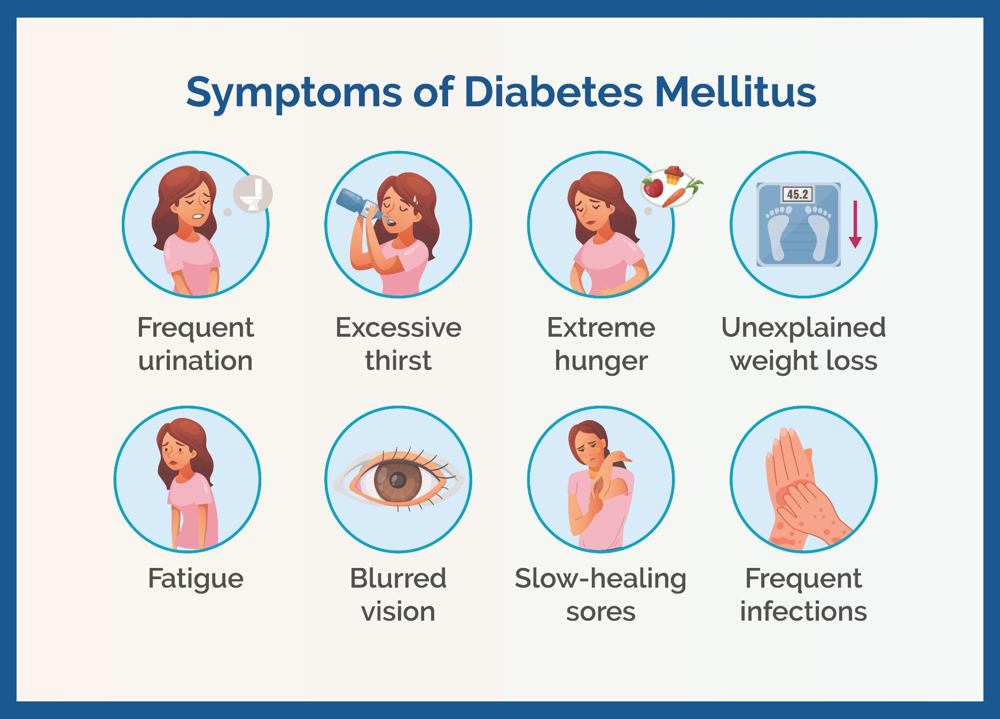 Symptoms of Diabetes Mellitus
45.2
Frequent
urination
Excessive
thirst
Extreme
hunger
Unexplained
weight loss
Fatigue
Blurred
vision
Slow-healing
sores
Frequent
infections